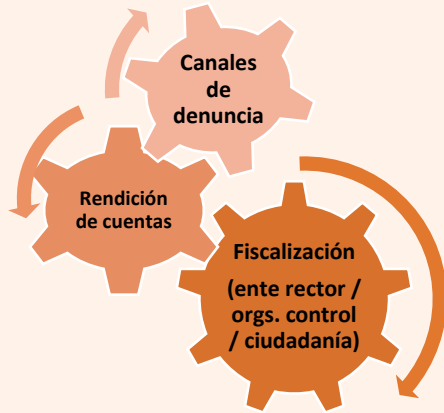 Canales
de
denuncia
Rendición
de cuentas
Fiscalización
(ente rector /
orgs. control
/ ciudadanía)